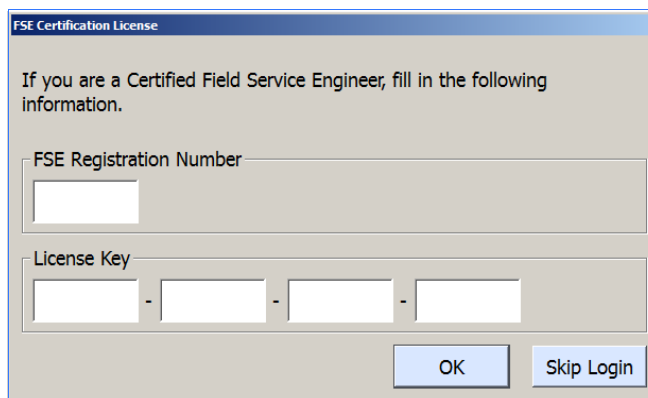 FSE Certification License
If you are a Certified Field Service Engineer, fill in the following
information.
FSE Registration Number
License Key
- - -
OK Skip Login